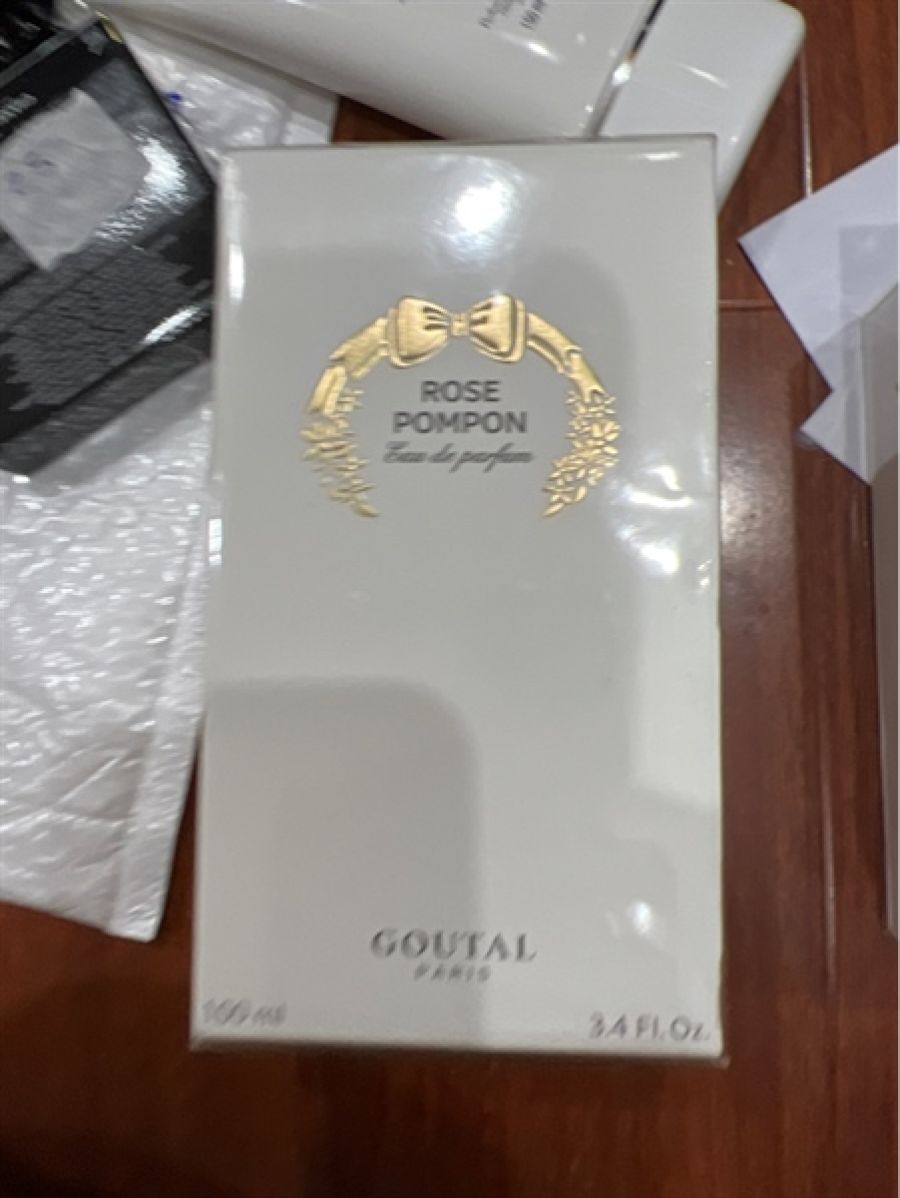 ROSE
POMPON
Eau de parfum
GOUTAL
PARIS
100 ml
3.4 Fl. Oz.